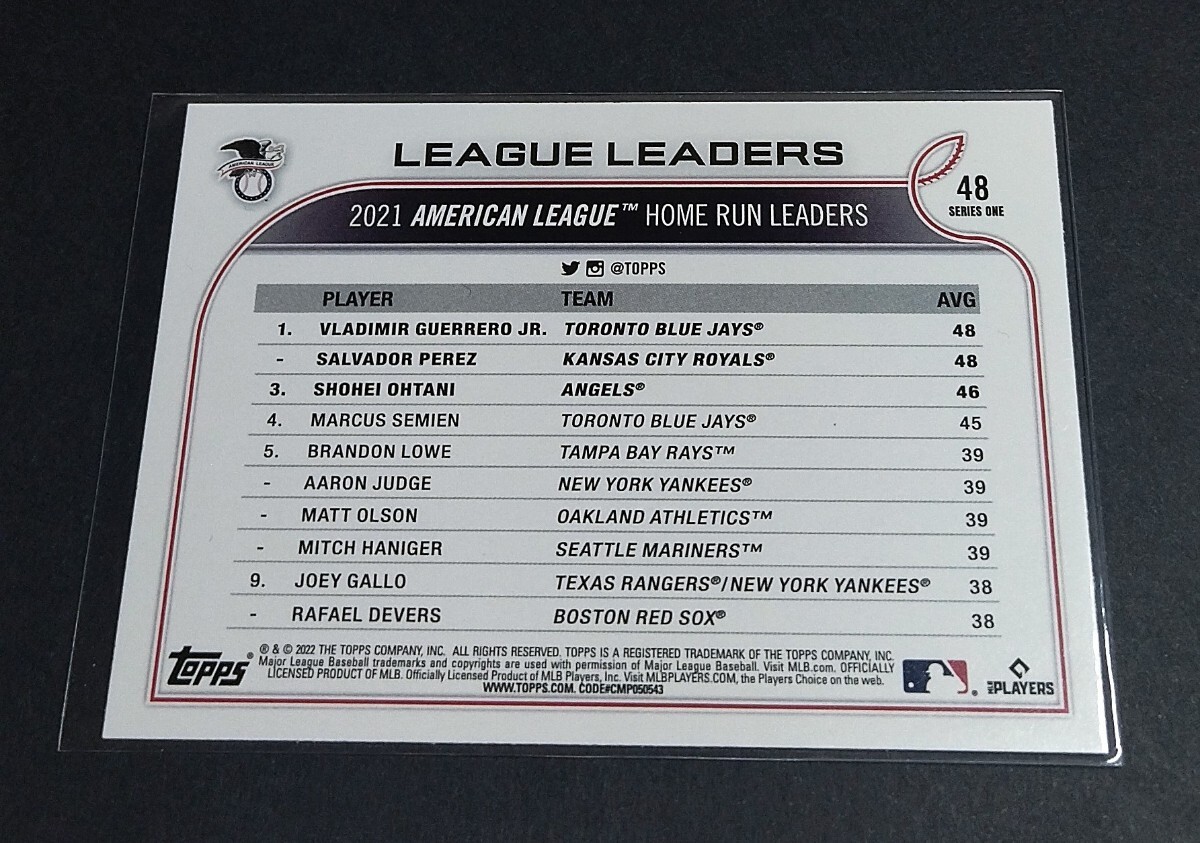 AMERICAN LEAGUE
LEAGUE LEADERS
48
SERIES ONE
2021 AMERICAN LEAGUE™ HOME RUN LEADERS
@TOPPS
PLAYER TEAM AVG
1. VLADIMIR GUERRERO JR. TORONTO BLUE JAYS® 48
- SALVADOR PEREZ KANSAS CITY ROYALS® 48
3. SHOHEI OHTANI ANGELS® 46
4. MARCUS SEMIEN TORONTO BLUE JAYS® 45
5. BRANDON LOWE TAMPA BAY RAYS™ 39
- AARON JUDGE NEW YORK YANKEES® 39
- MATT OLSON OAKLAND ATHLETICS™ 39
- MITCH HANIGER SEATTLE MARINERS™ 39
9. JOEY GALLO TEXAS RANGERS®/NEW YORK YANKEES® 38
- RAFAEL DEVERS BOSTON RED SOX® 38
TOPPS®
® & © 2022 THE TOPPS COMPANY, INC. ALL RIGHTS RESERVED. TOPPS IS A REGISTERED TRADEMARK OF THE TOPPS COMPANY, INC.
Major League Baseball trademarks and copyrights are used with permission of Major League Baseball. Visit MLB.com. OFFICIALLY
LICENSED PRODUCT OF MLB. Officially Licensed Product of MLB Players, Inc. Visit MLBPLAYERS.COM, the Players Choice on the web.
WWW.TOPPS.COM. CODE#CMP050543
MLB PLAYERS